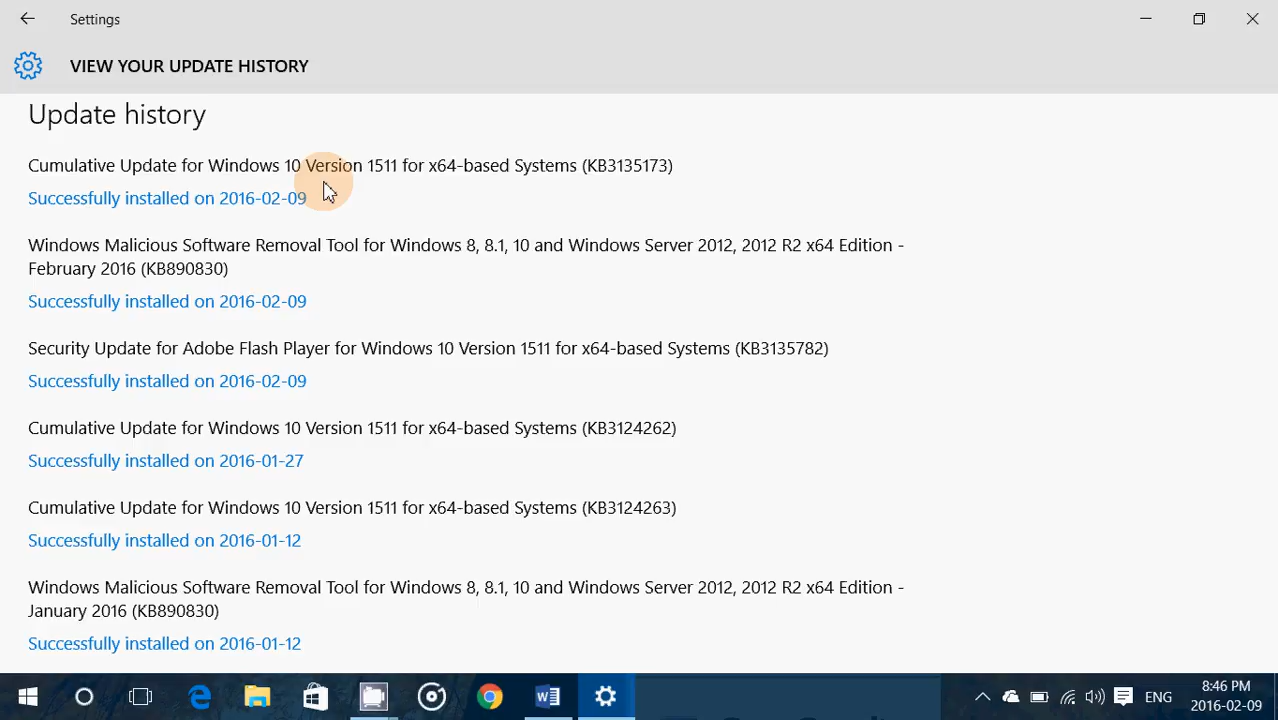 Settings
VIEW YOUR UPDATE HISTORY
Update history
Cumulative Update for Windows 10 Version 1511 for x64-based Systems (KB3135173)
Successfully installed on 2016-02-09
Windows Malicious Software Removal Tool for Windows 8, 8.1, 10 and Windows Server 2012, 2012 R2 x64 Edition -
February 2016 (KB890830)
Successfully installed on 2016-02-09
Security Update for Adobe Flash Player for Windows 10 Version 1511 for x64-based Systems (KB3135782)
Successfully installed on 2016-02-09
Cumulative Update for Windows 10 Version 1511 for x64-based Systems (KB3124262)
Successfully installed on 2016-01-27
Cumulative Update for Windows 10 Version 1511 for x64-based Systems (KB3124263)
Successfully installed on 2016-01-12
Windows Malicious Software Removal Tool for Windows 8, 8.1, 10 and Windows Server 2012, 2012 R2 x64 Edition -
January 2016 (KB890830)
Successfully installed on 2016-01-12
ENG
8:46 PM
2016-02-09